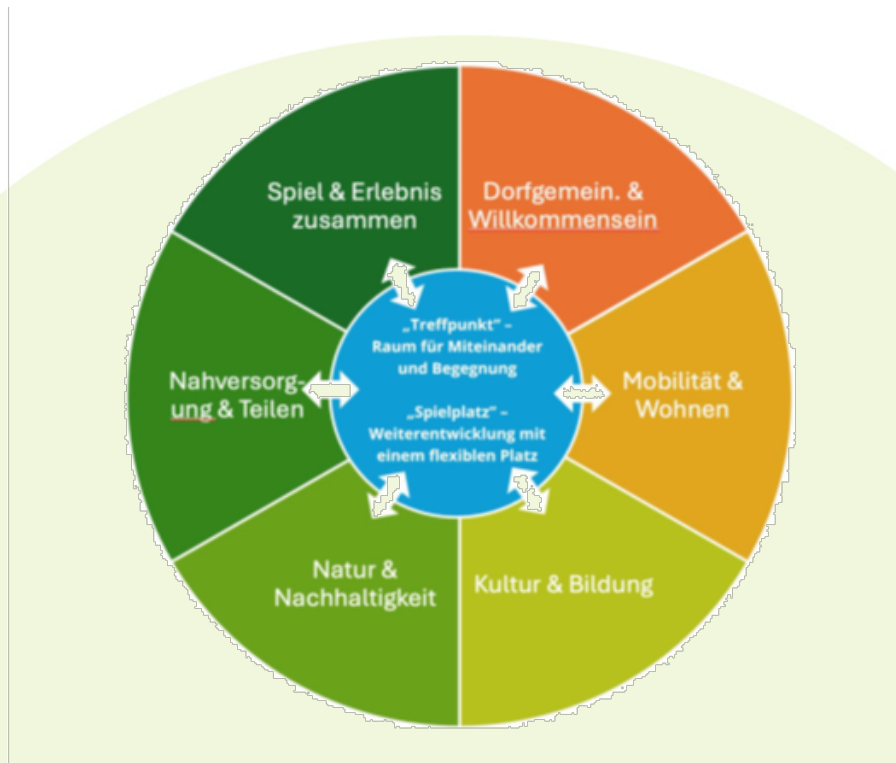 Spiel & Erlebnis
zusammen
Dorfgemein. &
Willkommensein
Mobilität &
Wohnen
Kultur & Bildung
Natur &
Nachhaltigkeit
Nahversorg-
ung & Teilen
„Treffpunkt“ –
Raum für Miteinander
und Begegnung
„Spielplatz“ –
Weiterentwicklung mit
einem flexiblen Platz